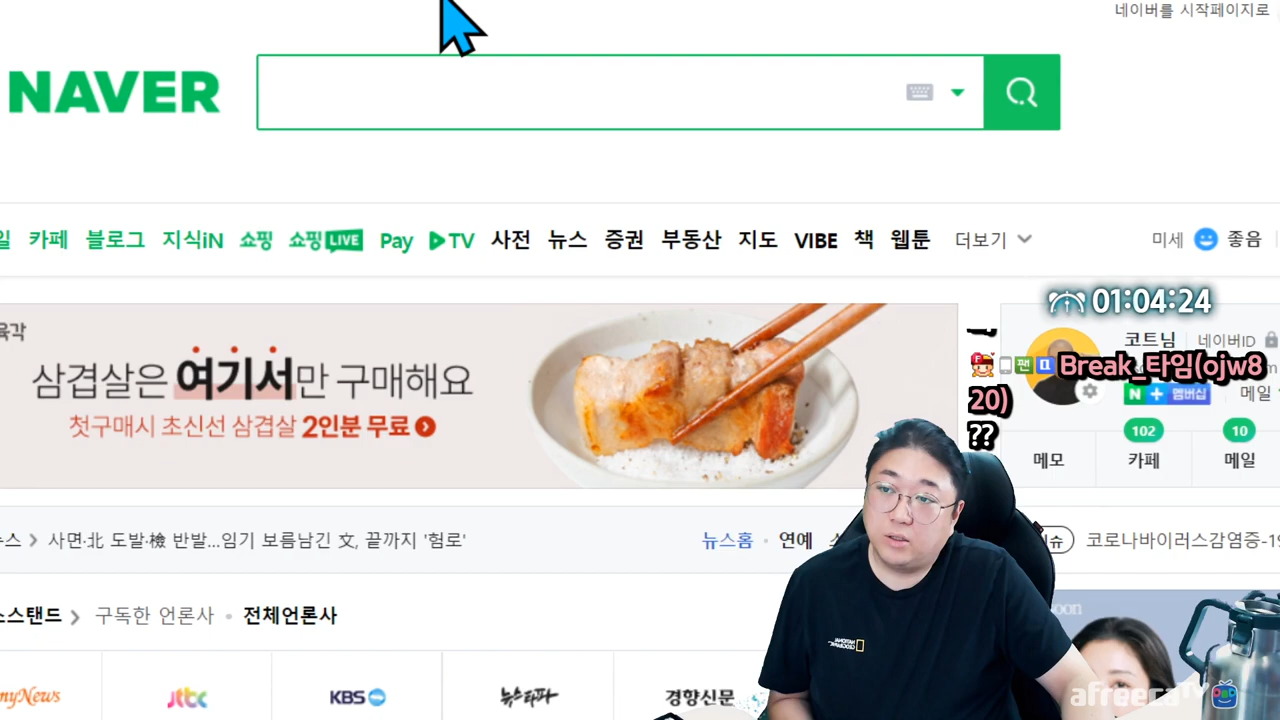 네이버를 시작페이지로
NAVER
일 카페 블로그 지식iN 쇼핑 쇼핑LIVE Pay TV 사전 뉴스 증권 부동산 지도 VIBE 책 웹툰 더보기
미세 좋음
01:04:24
육각
삼겹살은 여기서만 구매해요
첫구매시 초신선 삼겹살 2인분 무료
코트님 네이버ID
Break_타임(ojw8
20)
??
N + 멤버십 메일
102 10
메모 카페 메일
사면·北 도발·檢 반발...임기 보름남긴 文, 끝까지 '험로'
뉴스홈 · 연예
코로나바이러스감염증-19
스스탠드 구독한 언론사 · 전체언론사
myNews jtbc KBS 뉴스타파 경향신문
NATIONAL
GEOGRAPHIC
afreecaTV